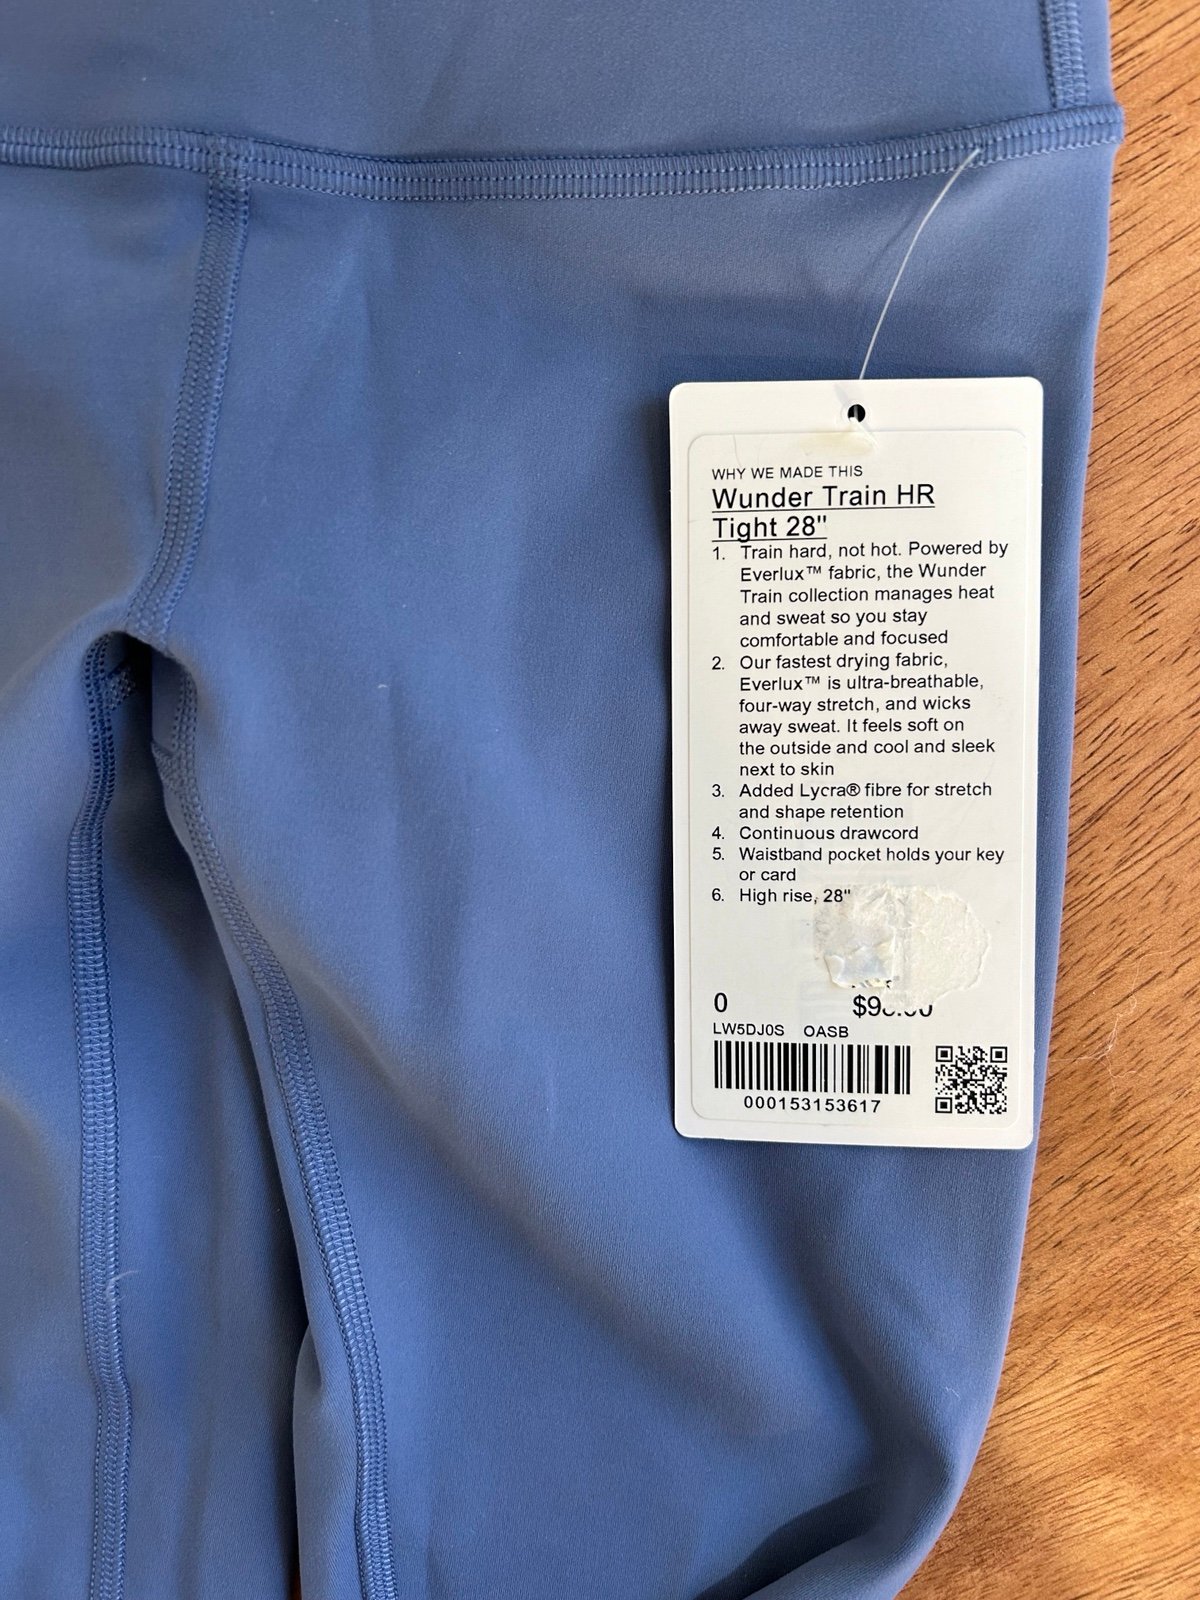 WHY WE MADE THIS
Wunder Train HR
Tight 28"
1. Train hard, not hot. Powered by
Everlux™ fabric, the Wunder
Train collection manages heat
and sweat so you stay
comfortable and focused
2. Our fastest drying fabric,
Everlux™ is ultra-breathable,
four-way stretch, and wicks
away sweat. It feels soft on
the outside and cool and sleek
next to skin
3. Added Lycra® fibre for stretch
and shape retention
4. Continuous drawcord
5. Waistband pocket holds your key
or card
6. High rise, 28"
0
LW5DJ0S OASB
000153153617